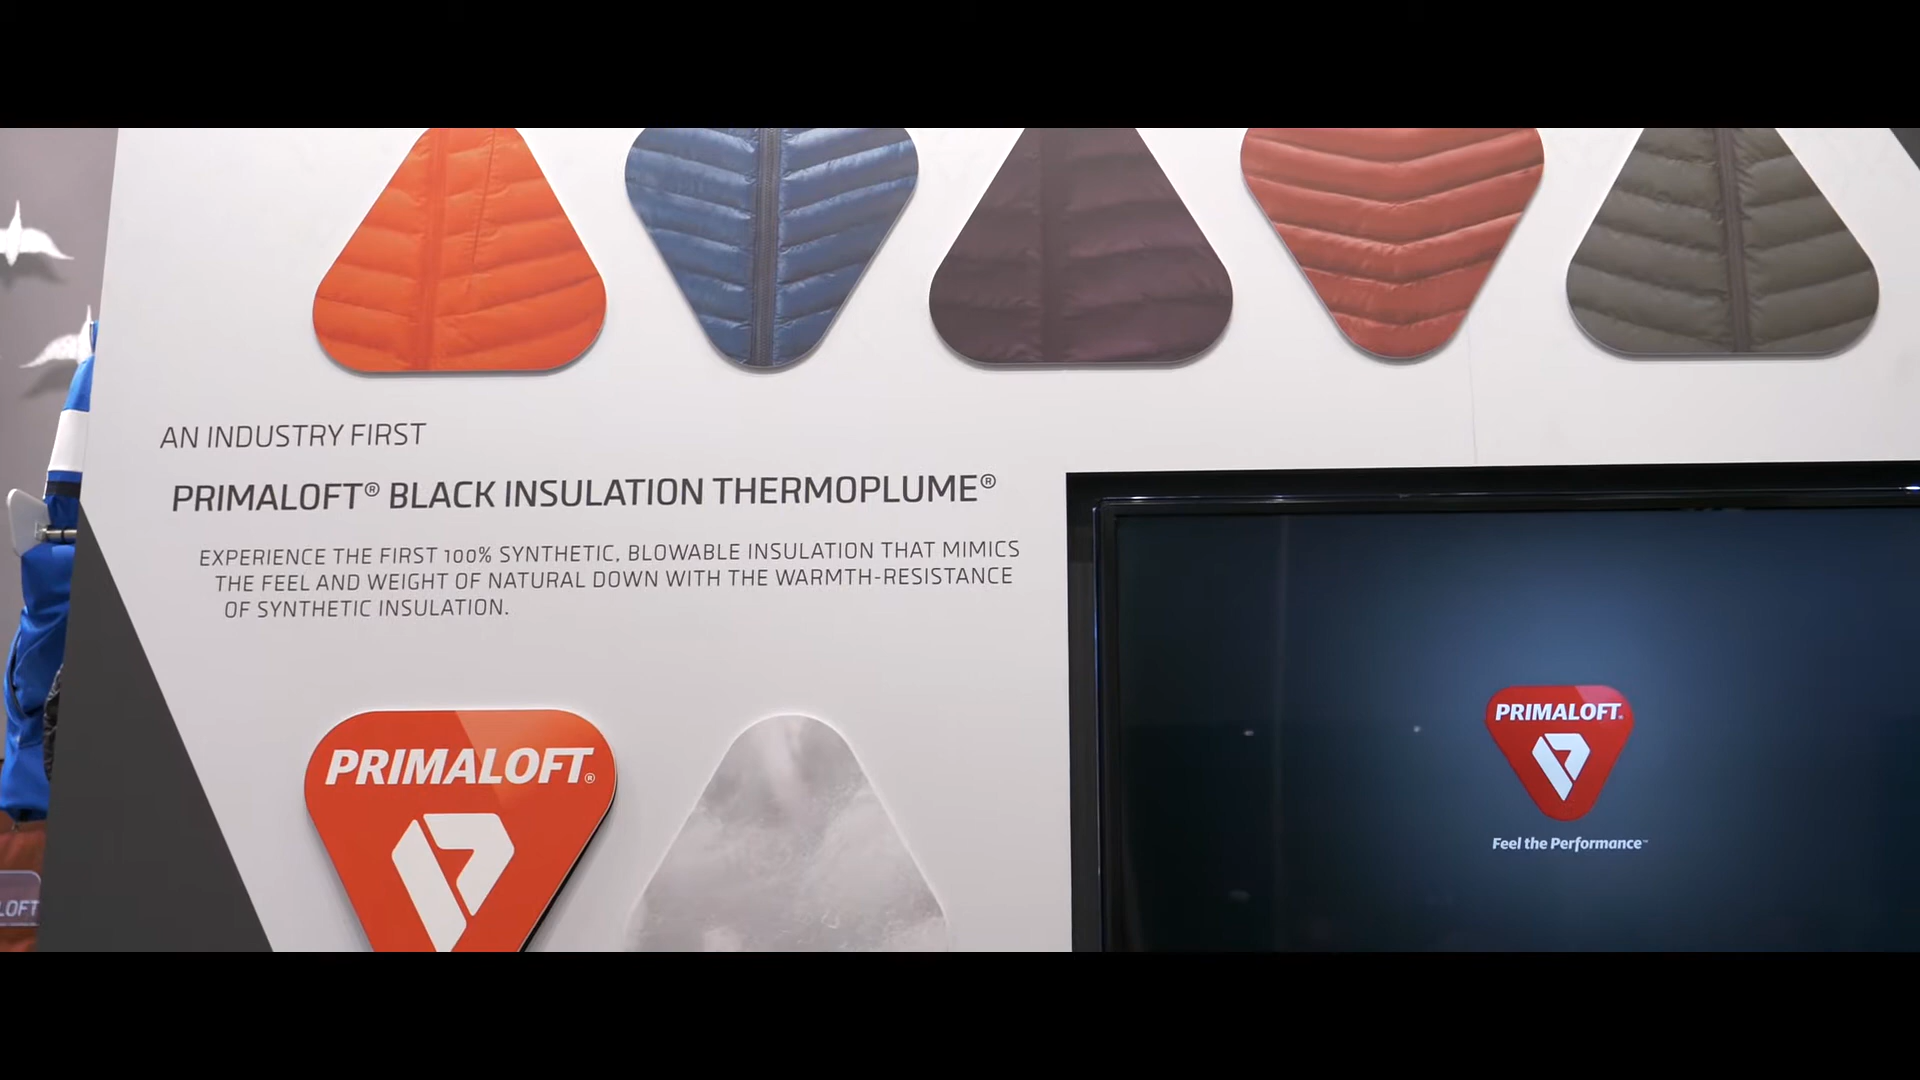 AN INDUSTRY FIRST
PRIMALOFT® BLACK INSULATION THERMOPLUME®
EXPERIENCE THE FIRST 100% SYNTHETIC, BLOWABLE INSULATION THAT MIMICS
THE FEEL AND WEIGHT OF NATURAL DOWN WITH THE WARMTH-RESISTANCE
OF SYNTHETIC INSULATION.
PRIMALOFT®
PRIMALOFT®
Feel the Performance™
LOFT